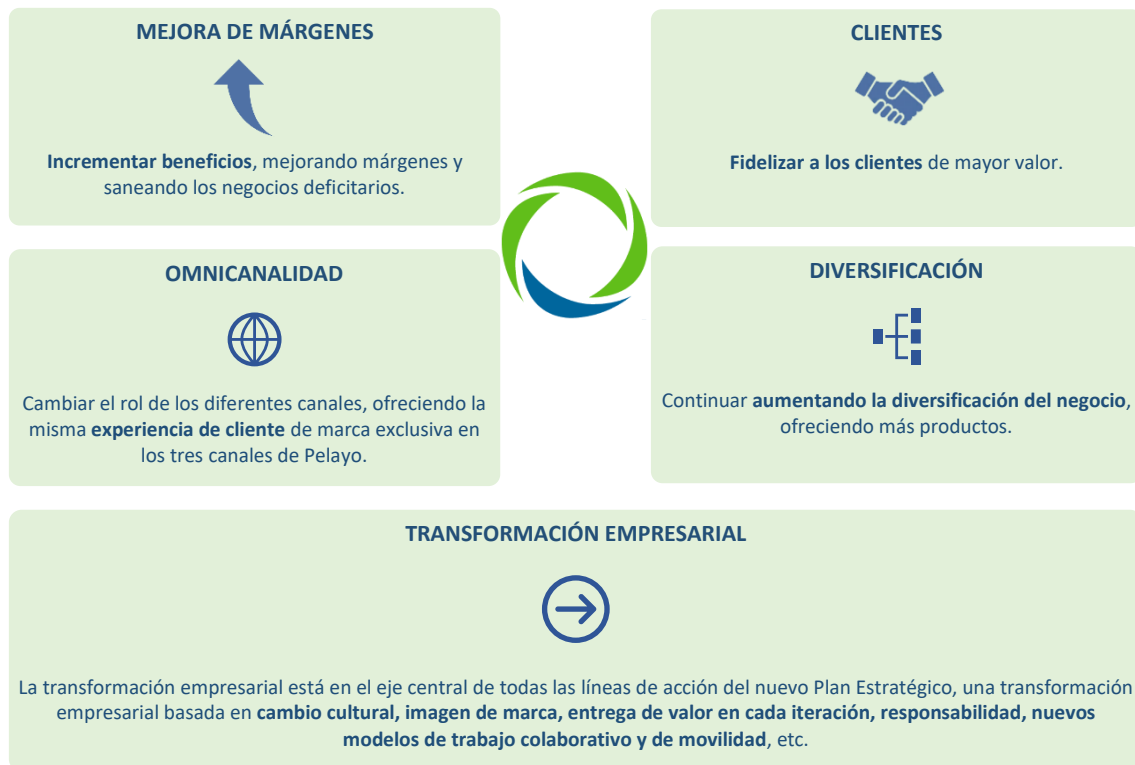 MEJORA DE MÁRGENES
Incrementar beneficios, mejorando márgenes y
saneando los negocios deficitarios.
CLIENTES
Fidelizar a los clientes de mayor valor.
OMNICANALIDAD
Cambiar el rol de los diferentes canales, ofreciendo la
misma experiencia de cliente de marca exclusiva en
los tres canales de Pelayo.
DIVERSIFICACIÓN
Continuar aumentando la diversificación del negocio,
ofreciendo más productos.
TRANSFORMACIÓN EMPRESARIAL
La transformación empresarial está en el eje central de todas las líneas de acción del nuevo Plan Estratégico, una transformación
empresarial basada en cambio cultural, imagen de marca, entrega de valor en cada iteración, responsabilidad, nuevos
modelos de trabajo colaborativo y de movilidad, etc.